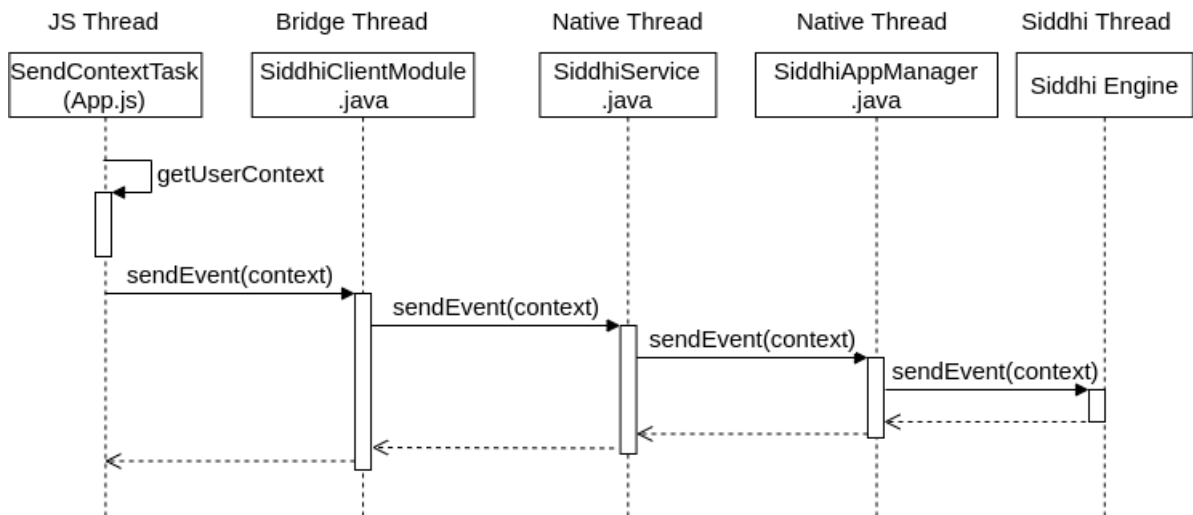 JS Thread
Bridge Thread
Native Thread
Native Thread
Siddhi Thread
SendContextTask
(App.js)
SiddhiClientModule
.java
SiddhiService
.java
SiddhiAppManager
.java
Siddhi Engine
getUserContext
sendEvent(context)
sendEvent(context)
sendEvent(context)
sendEvent(context)